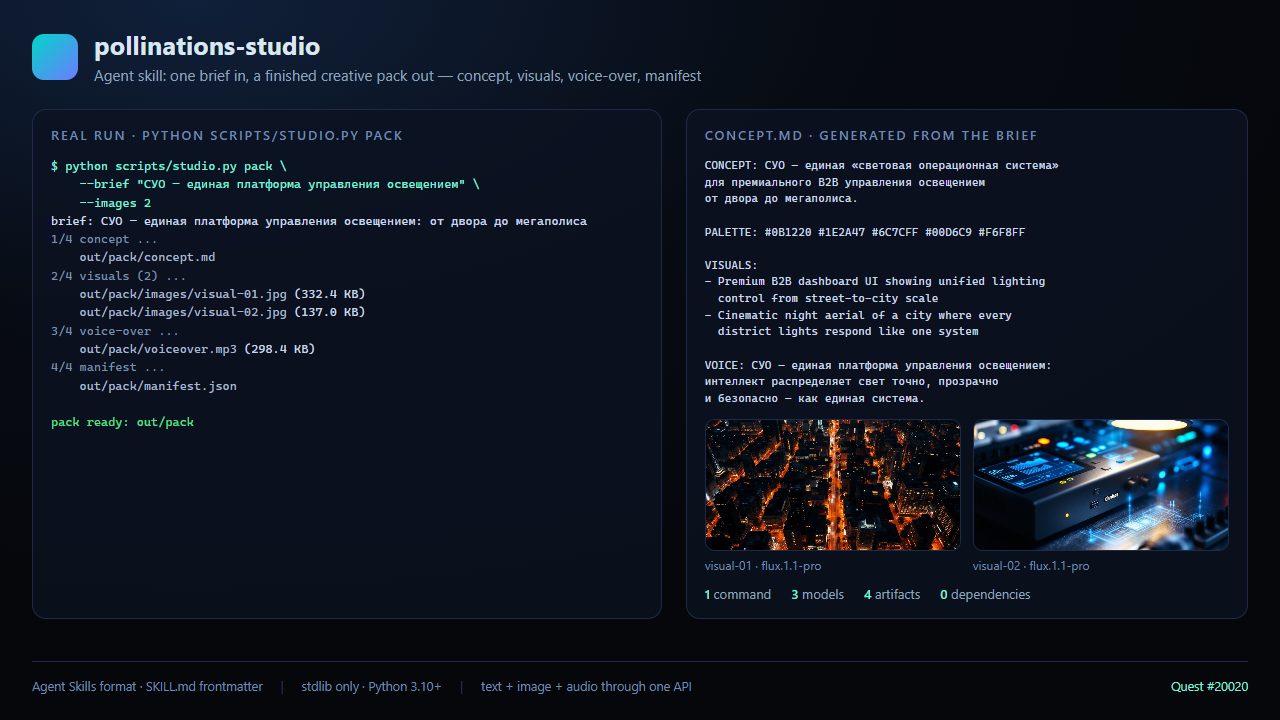 pollinations-studio
Agent skill: one brief in, a finished creative pack out — concept, visuals, voice-over, manifest
REAL RUN · PYTHON SCRIPTS/STUDIO.PY PACK
$ python scripts/studio.py pack \
--brief "СУО — единая платформа управления освещением" \
--images 2
brief: СУО — единая платформа управления освещением: от двора до мегаполиса
1/4 concept ...
out/pack/concept.md
2/4 visuals (2) ...
out/pack/images/visual-01.jpg (332.4 KB)
out/pack/images/visual-02.jpg (137.0 KB)
3/4 voice-over ...
out/pack/voiceover.mp3 (298.4 KB)
4/4 manifest ...
out/pack/manifest.json
pack ready: out/pack
CONCEPT.MD · GENERATED FROM THE BRIEF
CONCEPT: СУО — единая «световая операционная система»
для премиального B2B управления освещением
от двора до мегаполиса.
PALETTE: #0B1220 #1E2A47 #6C7CFF #00D6C9 #F6F8FF
VISUALS:
— Premium B2B dashboard UI showing unified lighting
control from street-to-city scale
— Cinematic night aerial of a city where every
district lights respond like one system
VOICE: СУО — единая платформа управления освещением:
интеллект распределяет свет точно, прозрачно
и безопасно — как единая система.
visual-01 · flux.1.1-pro
visual-02 · flux.1.1-pro
1 command 3 models 4 artifacts 0 dependencies
Agent Skills format · SKILL.md frontmatter | stdlib only · Python 3.10+ | text + image + audio through one API
Quest #20020